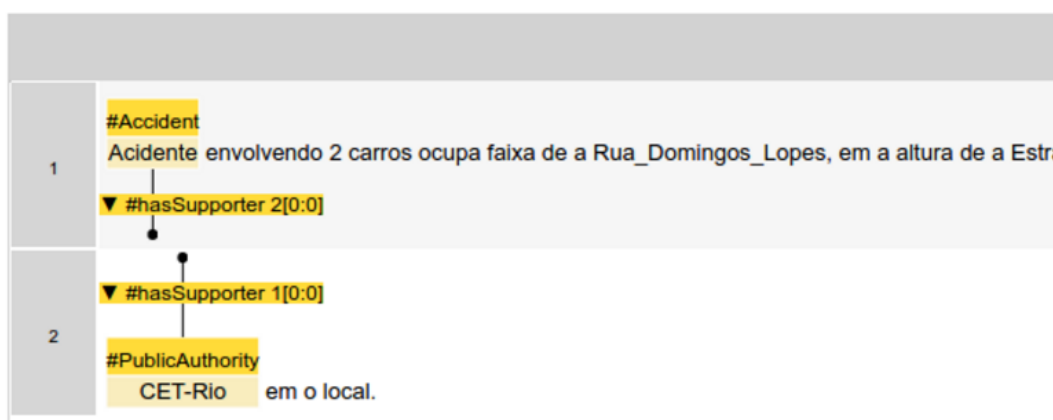 #Accident
1 Acidente envolvendo 2 carros ocupa faixa de a Rua_Domingos_Lopes, em a altura de a
▼ #hasSupporter 2[0:0]
▼ #hasSupporter 1[0:0]
2
#PublicAuthority
CET-Rio em o local.